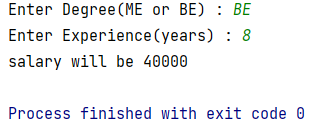 Enter Degree(ME or BE) : BE
Enter Experience(years) : 8
salary will be 40000
Process finished with exit code 0